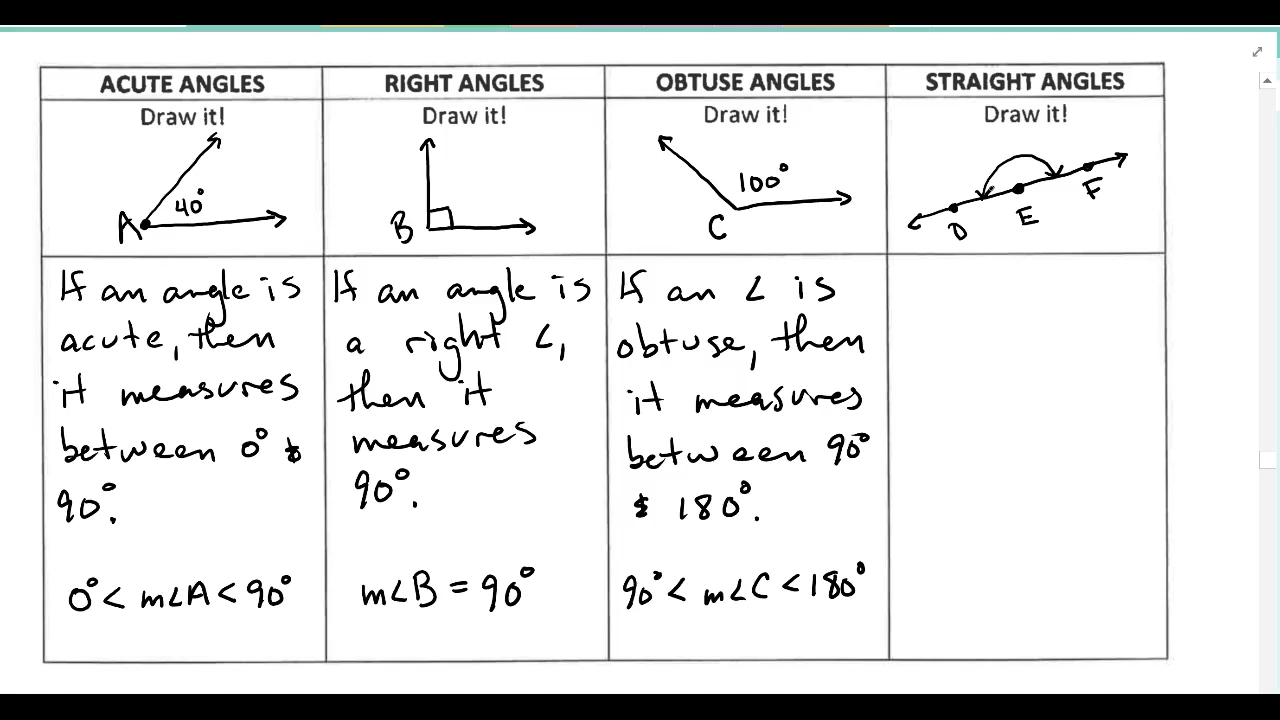 ACUTE ANGLES
Draw it!
A 40°
If an angle is
acute, then
it measures
between 0° &
90°.
0° < m∠A < 90°
RIGHT ANGLES
Draw it!
B
If an angle is
a right ∠,
then it
measures
90°.
m∠B = 90°
OBTUSE ANGLES
Draw it!
100°
C
If an ∠ is
obtuse, then
it measures
between 90°
& 180°.
90° < m∠C < 180°
STRAIGHT ANGLES
Draw it!
D E F